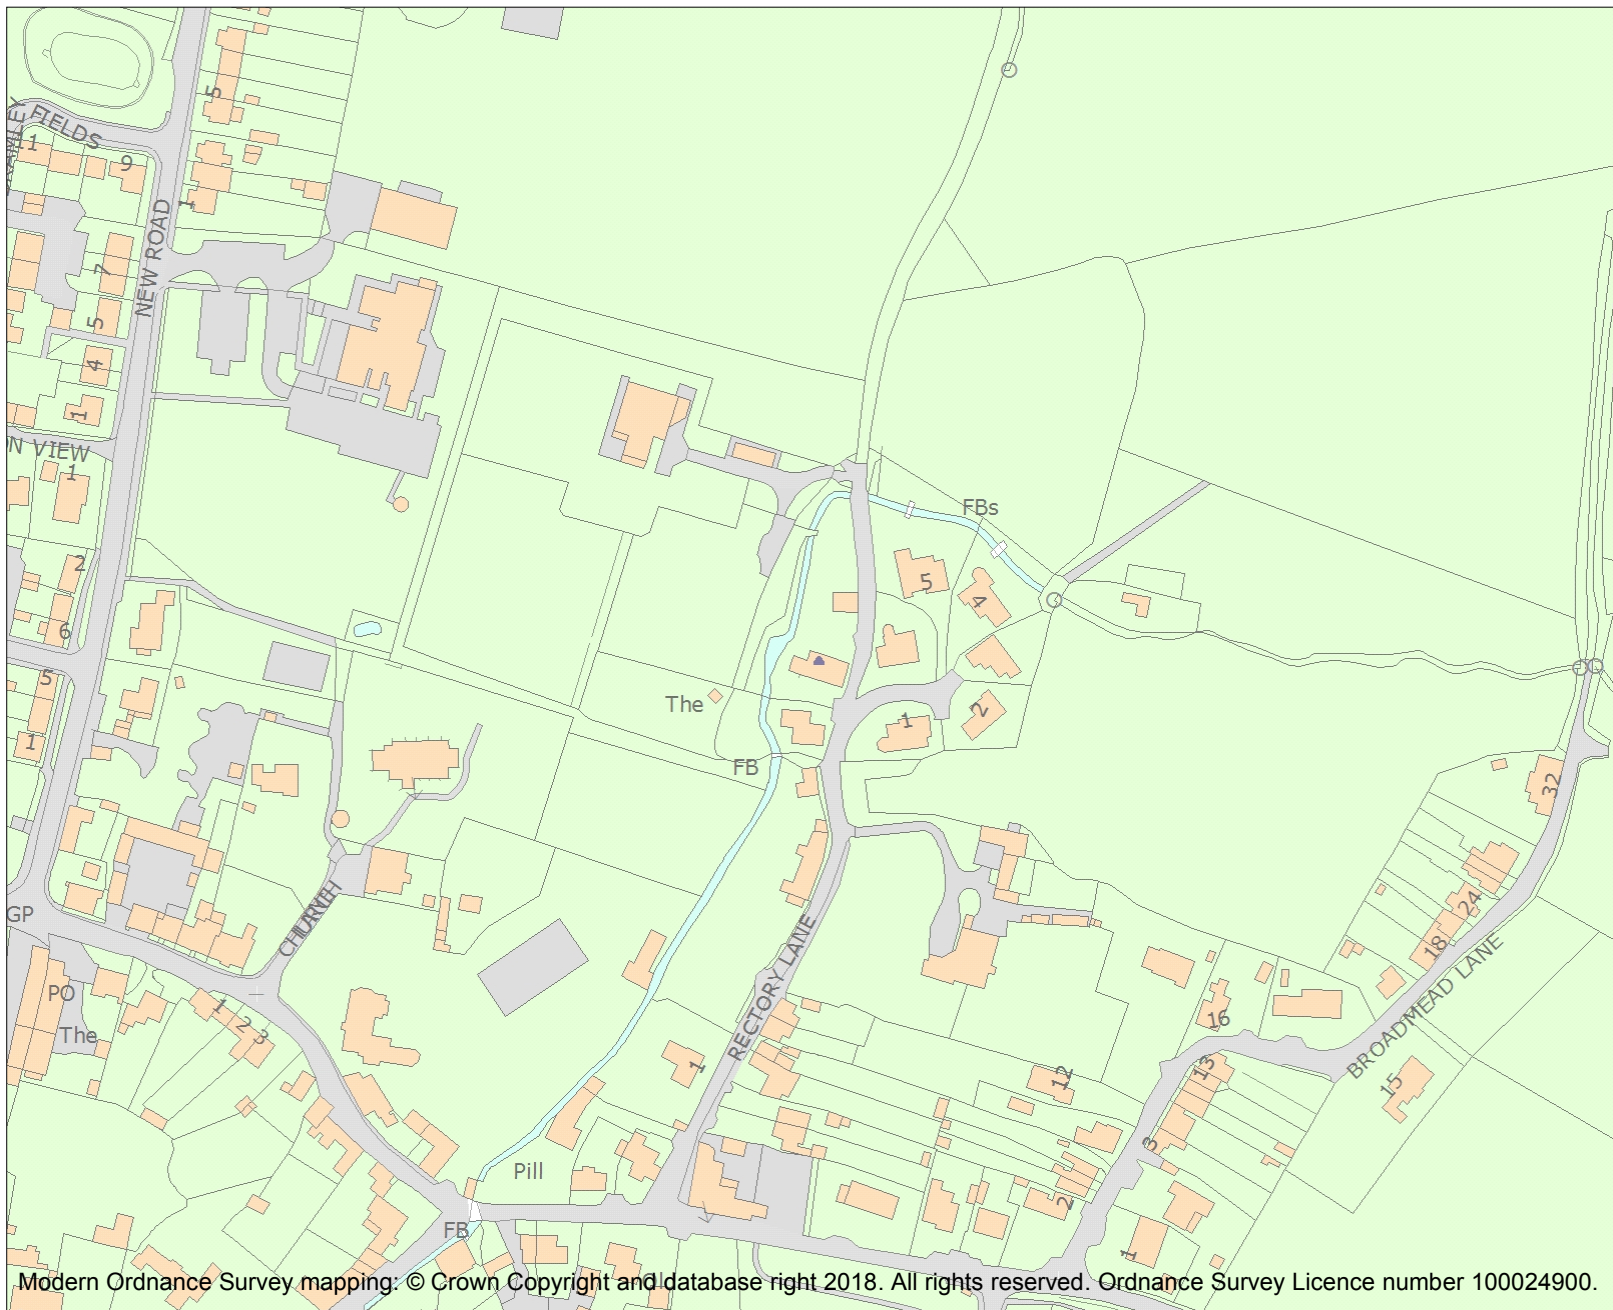 FIELDS
11
9
5
1
NEW ROAD
7
5
4
1
ON VIEW
1
2
6
5
1
FBs
5
4
The
1
2
FB
32
CHURCH
GP
24
18
PO
The
1
2
3
RECTORY LANE
BROADMEAD LANE
16
1
12
13
15
3
Pill
2
FB
1
Modern Ordnance Survey mapping: © Crown Copyright and database right 2018. All rights reserved. Ordnance Survey Licence number 100024900.